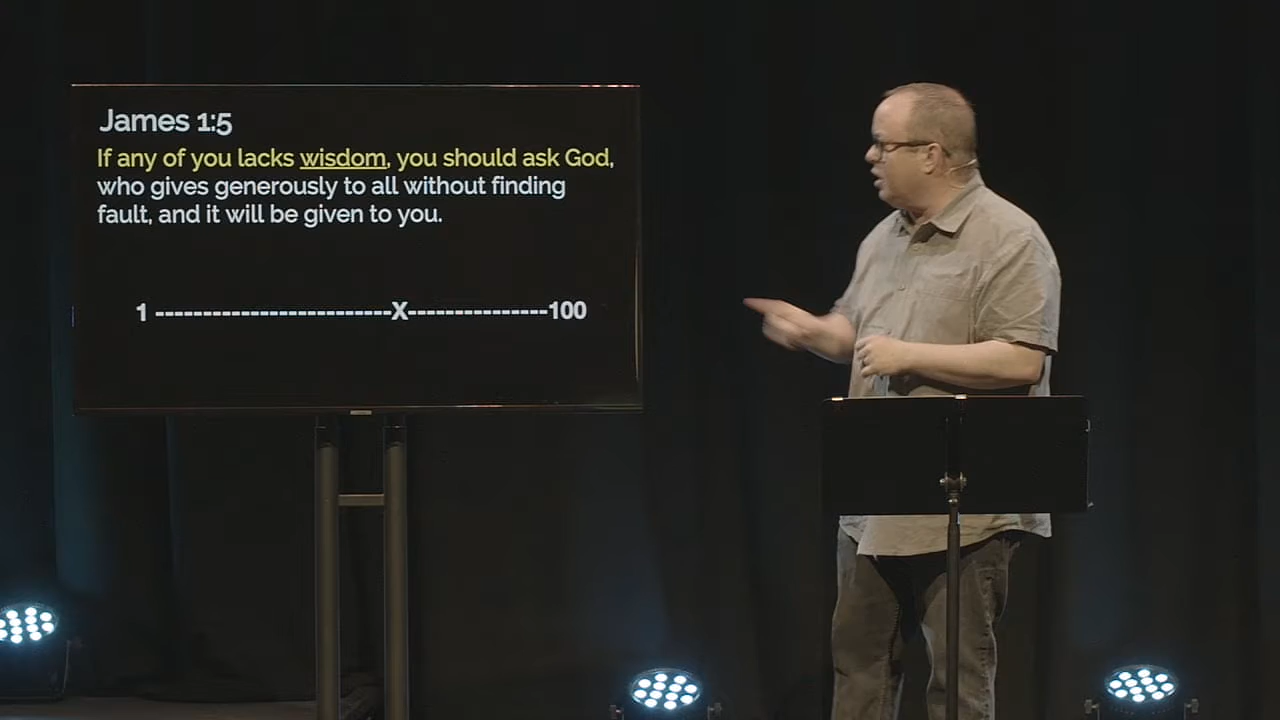 James 1:5
If any of you lacks wisdom, you should ask God,
who gives generously to all without finding
fault, and it will be given to you.
1 ---------------------------X--------------100